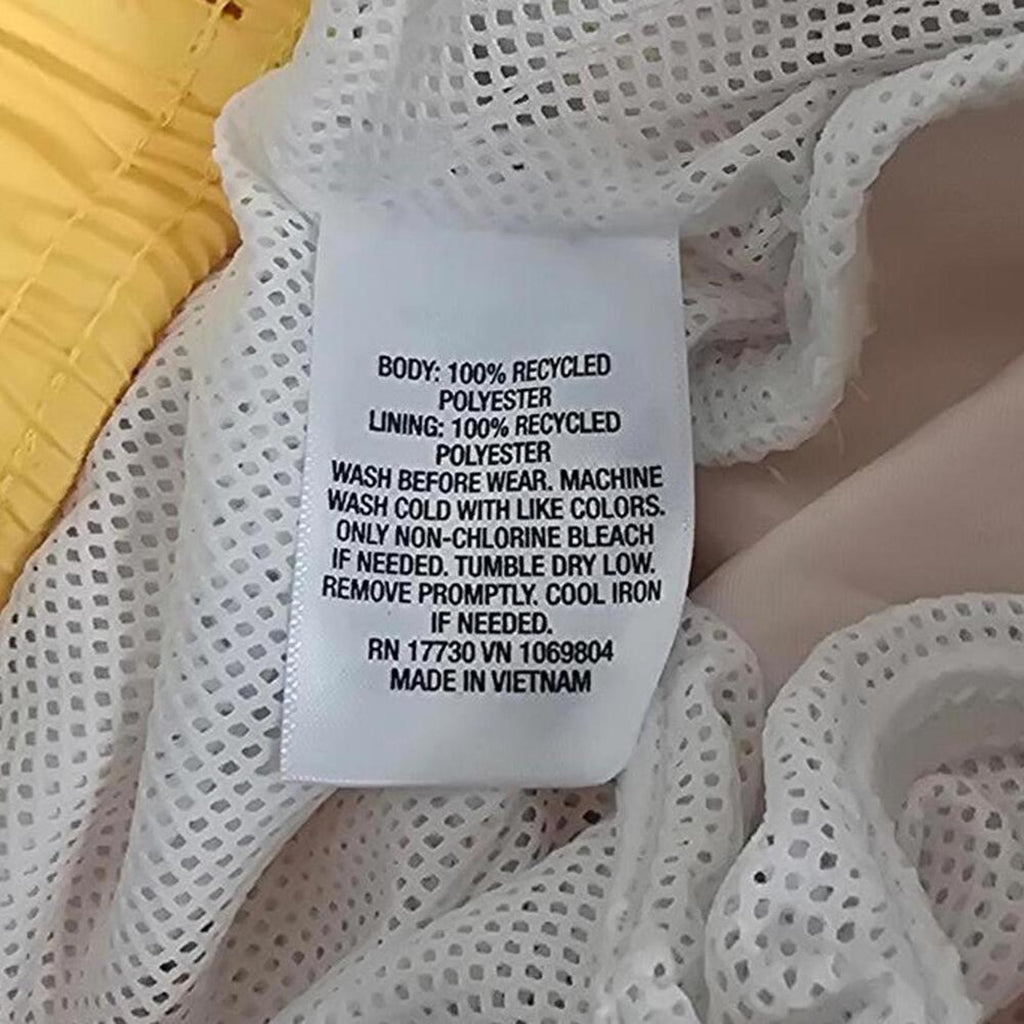 BODY: 100% RECYCLED
POLYESTER
LINING: 100% RECYCLED
POLYESTER
WASH BEFORE WEAR. MACHINE
WASH COLD WITH LIKE COLORS.
ONLY NON-CHLORINE BLEACH
IF NEEDED. TUMBLE DRY LOW.
REMOVE PROMPTLY. COOL IRON
IF NEEDED.
RN 17730 VN 1069804
MADE IN VIETNAM